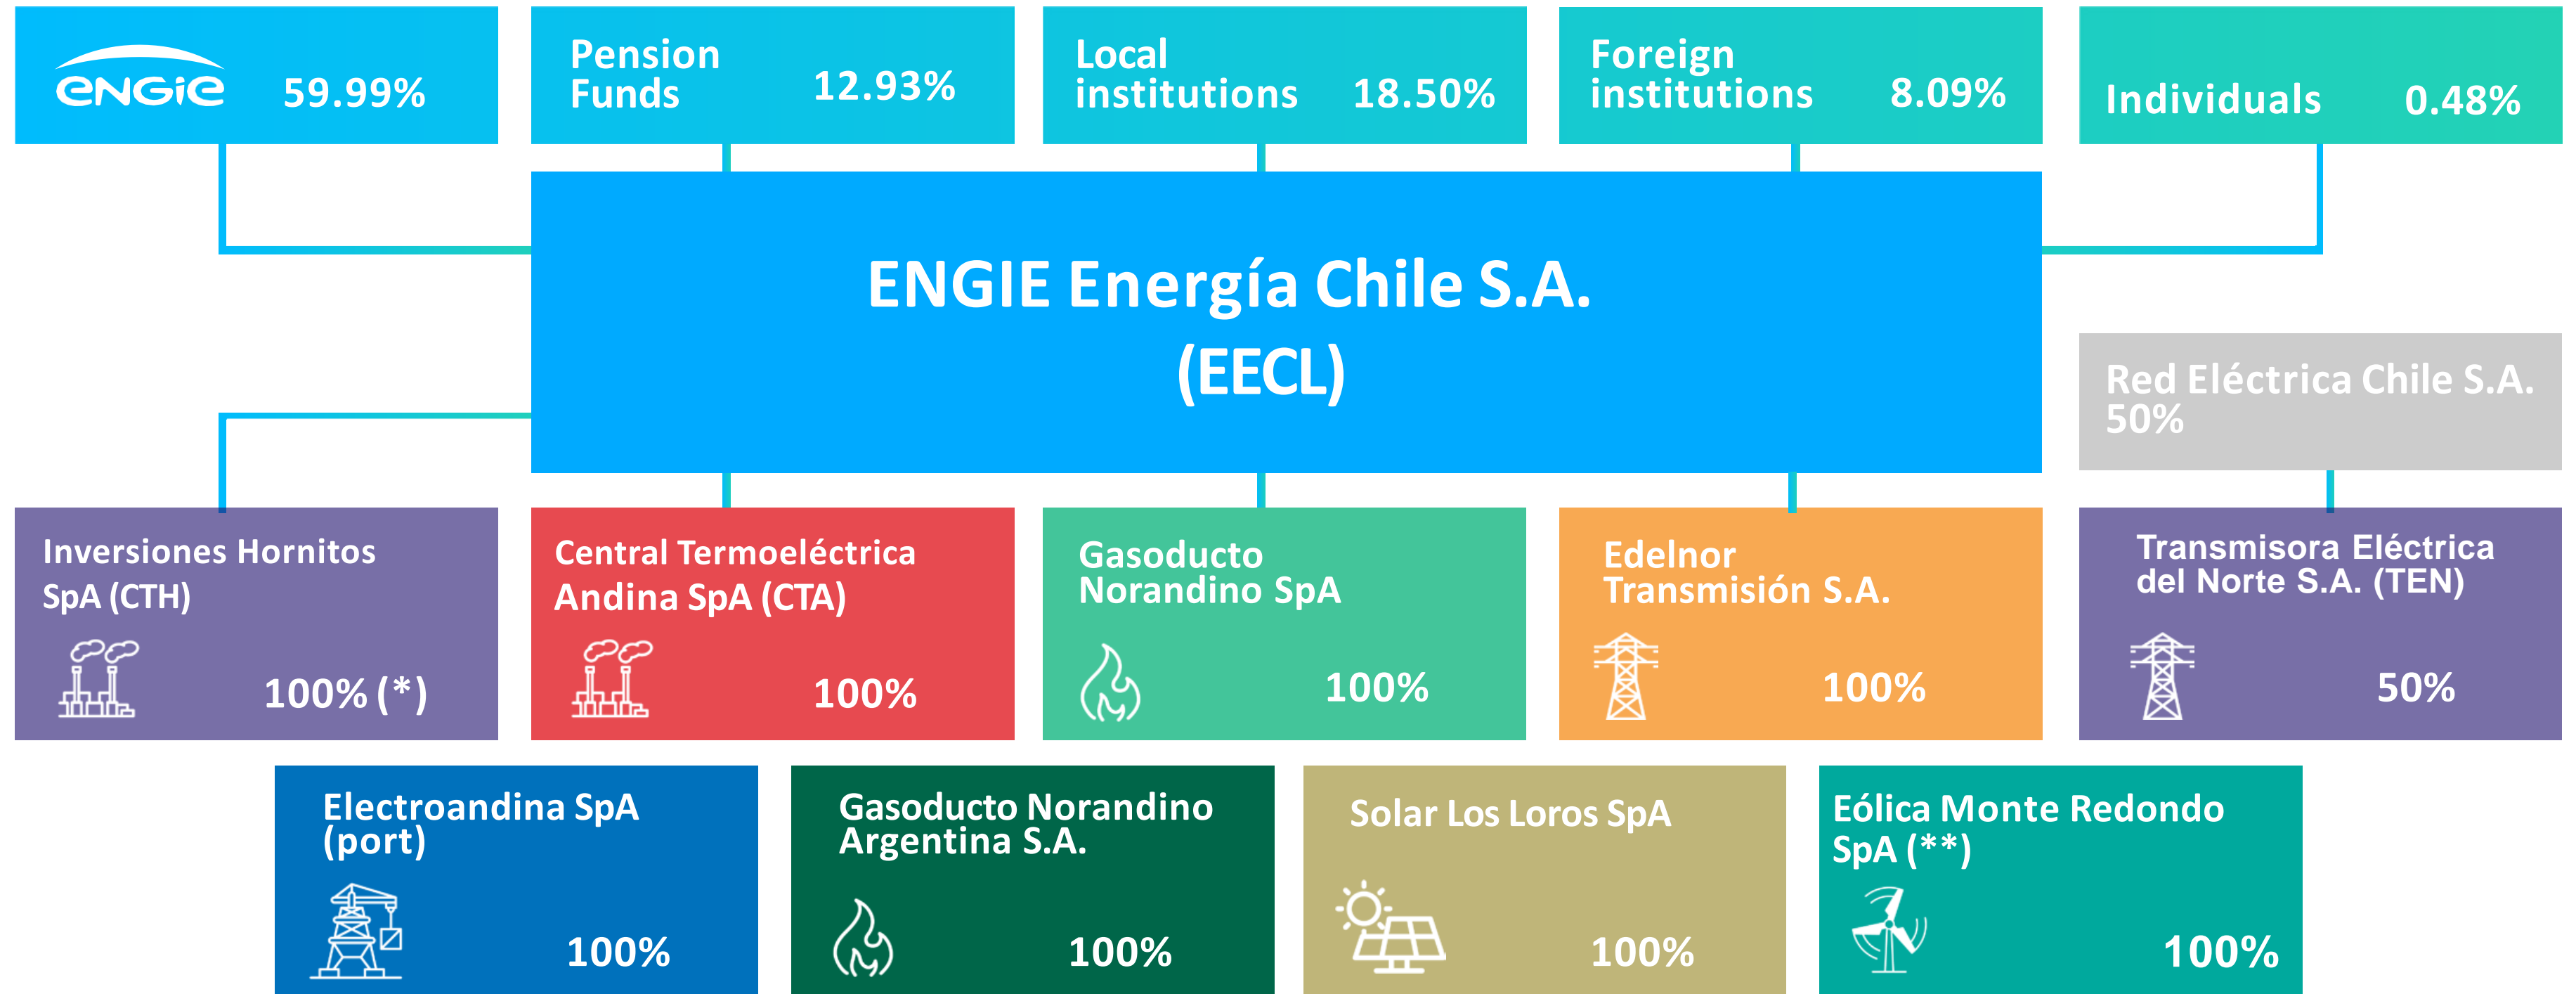 ENGIE 59.99%
Pension
Funds 12.93%
Local
institutions 18.50%
Foreign
institutions 8.09%
Individuals 0.48%
ENGIE Energía Chile S.A.
(EECL)
Red Eléctrica Chile S.A.
50%
Inversiones Hornitos
SpA (CTH)
100% (*)
Central Termoeléctrica
Andina SpA (CTA)
100%
Gasoducto
Norandino SpA
100%
Edelnor
Transmisión S.A.
100%
Transmisora Eléctrica
del Norte S.A. (TEN)
50%
Electroandina SpA
(port)
100%
Gasoducto Norandino
Argentina S.A.
100%
Solar Los Loros SpA
100%
Eólica Monte Redondo
SpA (**)
100%